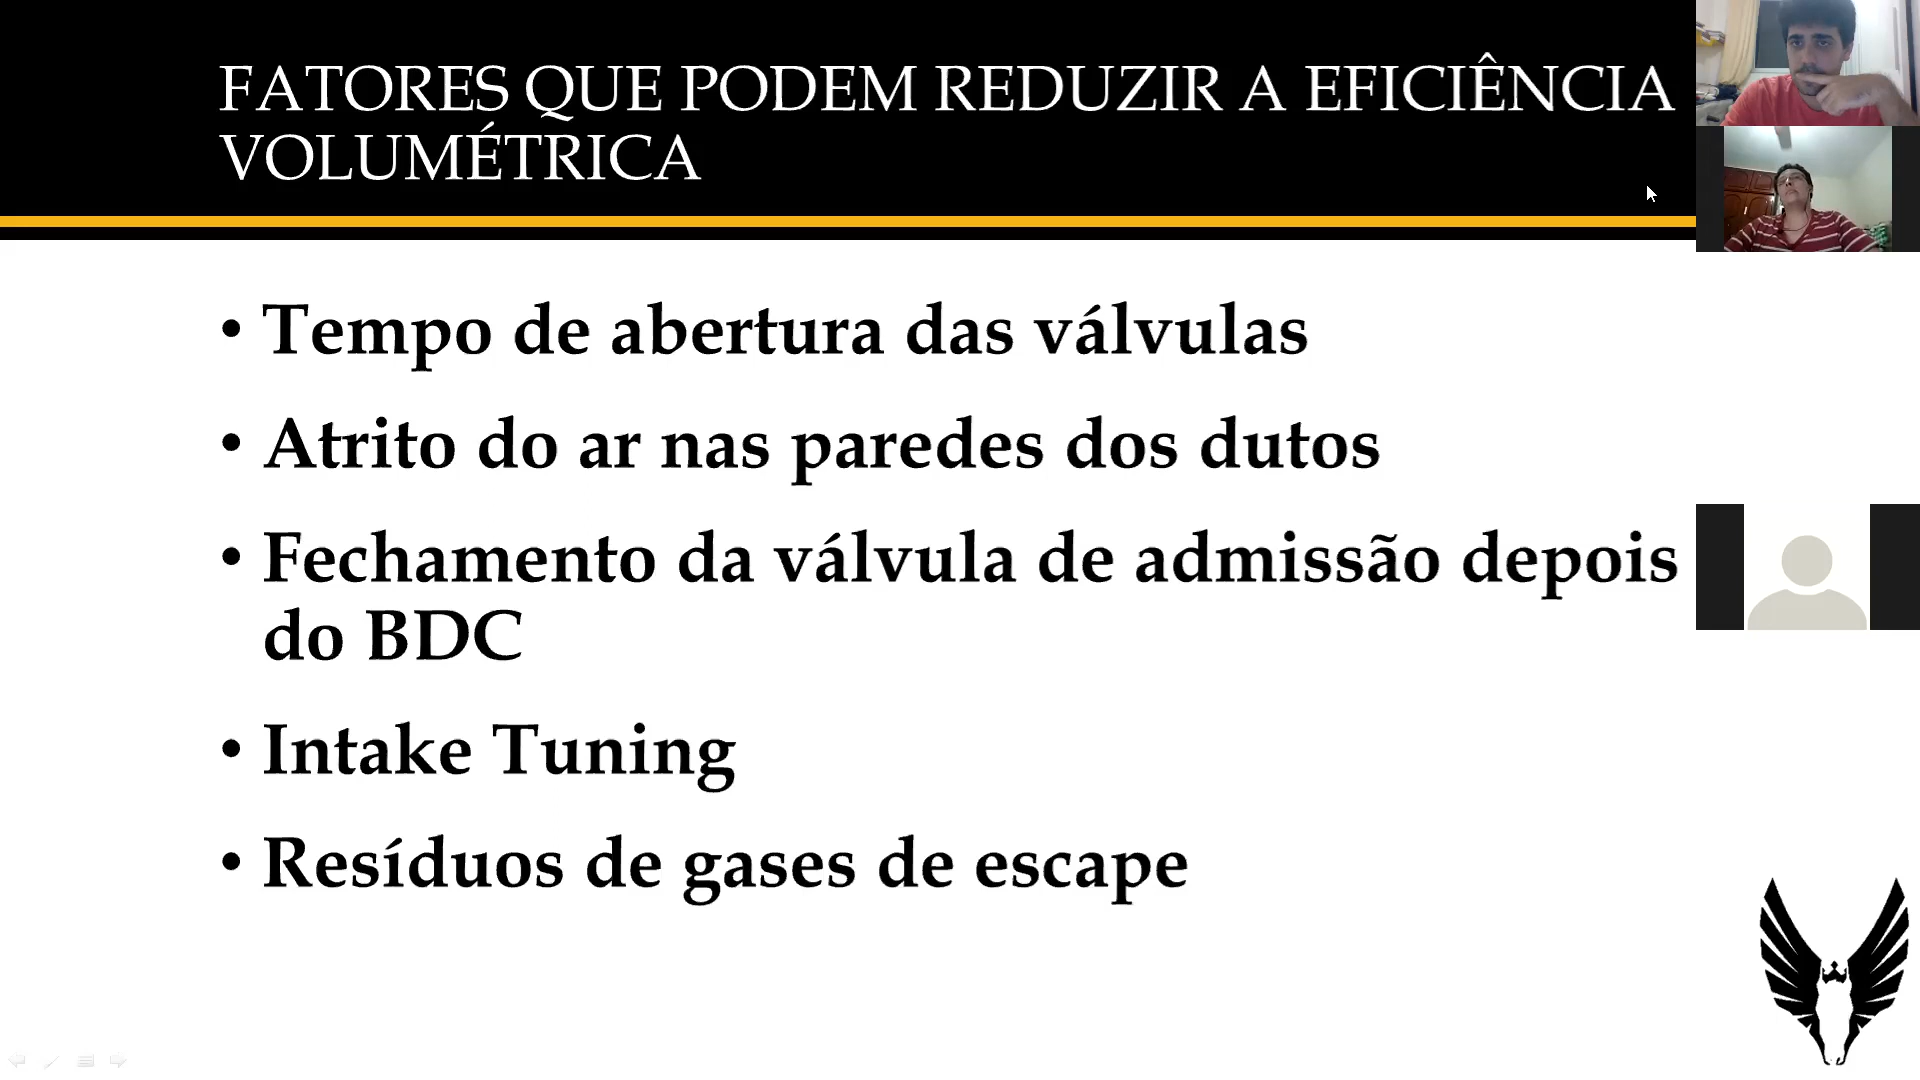 FATORES QUE PODEM REDUZIR A EFICIÊNCIA
VOLUMÉTRICA
• Tempo de abertura das válvulas
• Atrito do ar nas paredes dos dutos
• Fechamento da válvula de admissão depois
do BDC
• Intake Tuning
• Resíduos de gases de escape